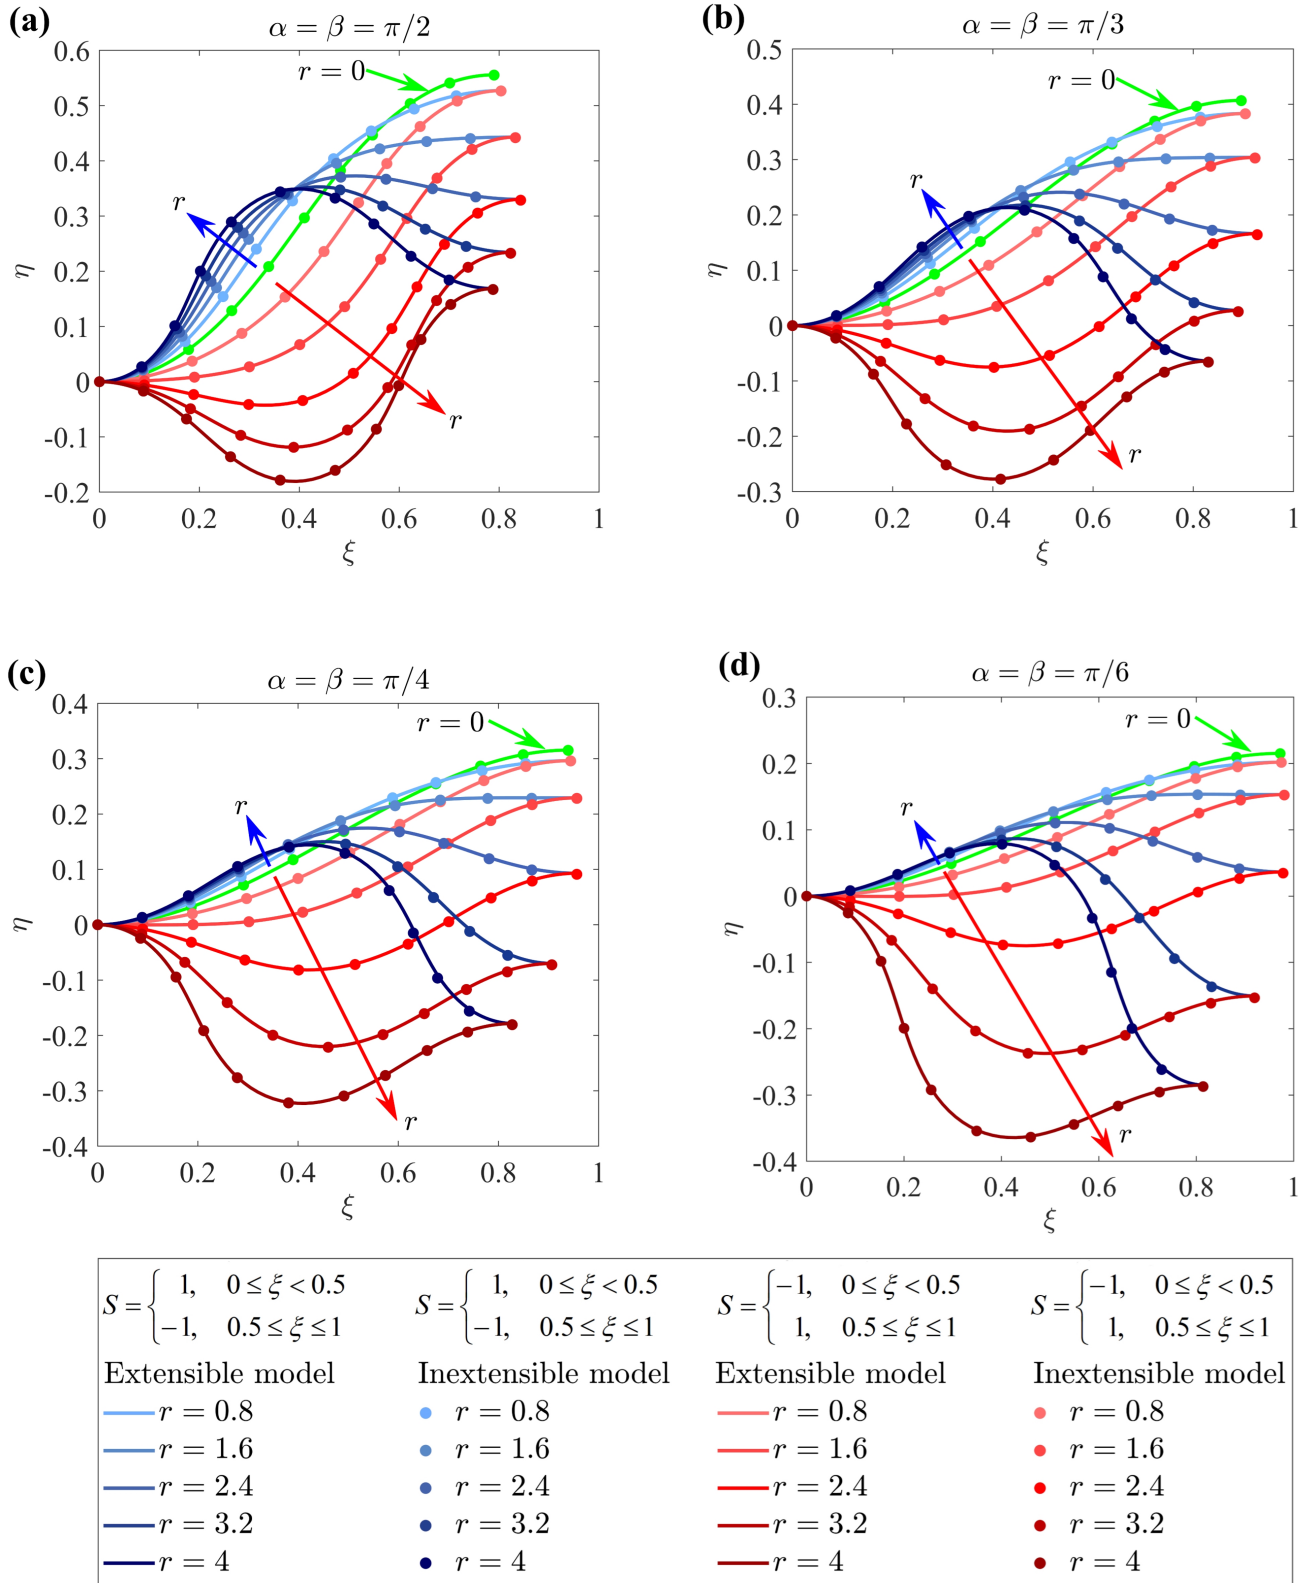 (a)
α = β = π/2
0.6
0.5
0.4
0.3
0.2
0.1
0
-0.1
-0.2
η
r = 0
r
r
0 0.2 0.4 0.6 0.8 1
ξ
(b)
α = β = π/3
0.5
0.4
0.3
0.2
0.1
0
-0.1
-0.2
-0.3
η
r = 0
r
r
0 0.2 0.4 0.6 0.8 1
ξ
(c)
α = β = π/4
0.4
0.3
0.2
0.1
0
-0.1
-0.2
-0.3
-0.4
η
r = 0
r
r
0 0.2 0.4 0.6 0.8 1
ξ
(d)
α = β = π/6
0.3
0.2
0.1
0
-0.1
-0.2
-0.3
-0.4
η
r = 0
r
r
0 0.2 0.4 0.6 0.8 1
ξ
S = { 1, 0 ≤ ξ < 0.5
−1, 0.5 ≤ ξ ≤ 1
Extensible model
r = 0.8
r = 1.6
r = 2.4
r = 3.2
r = 4
S = { 1, 0 ≤ ξ < 0.5
−1, 0.5 ≤ ξ ≤ 1
Inextensible model
r = 0.8
r = 1.6
r = 2.4
r = 3.2
r = 4
S = { −1, 0 ≤ ξ < 0.5
1, 0.5 ≤ ξ ≤ 1
Extensible model
r = 0.8
r = 1.6
r = 2.4
r = 3.2
r = 4
S = { −1, 0 ≤ ξ < 0.5
1, 0.5 ≤ ξ ≤ 1
Inextensible model
r = 0.8
r = 1.6
r = 2.4
r = 3.2
r = 4